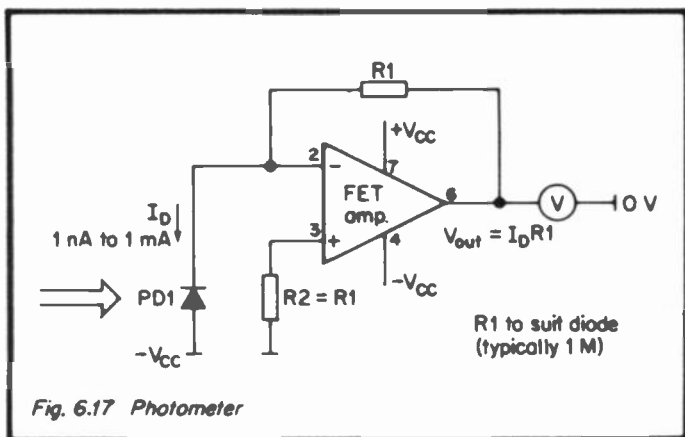 R1
+VCC
2
7
−
FET
amp.
6
V
0 V
ID
1 nA to 1 mA
3
+
4
Vout = IDR1
PD1
R2 = R1
−VCC
−VCC
R1 to suit diode
(typically 1 M)
Fig. 6.17 Photometer